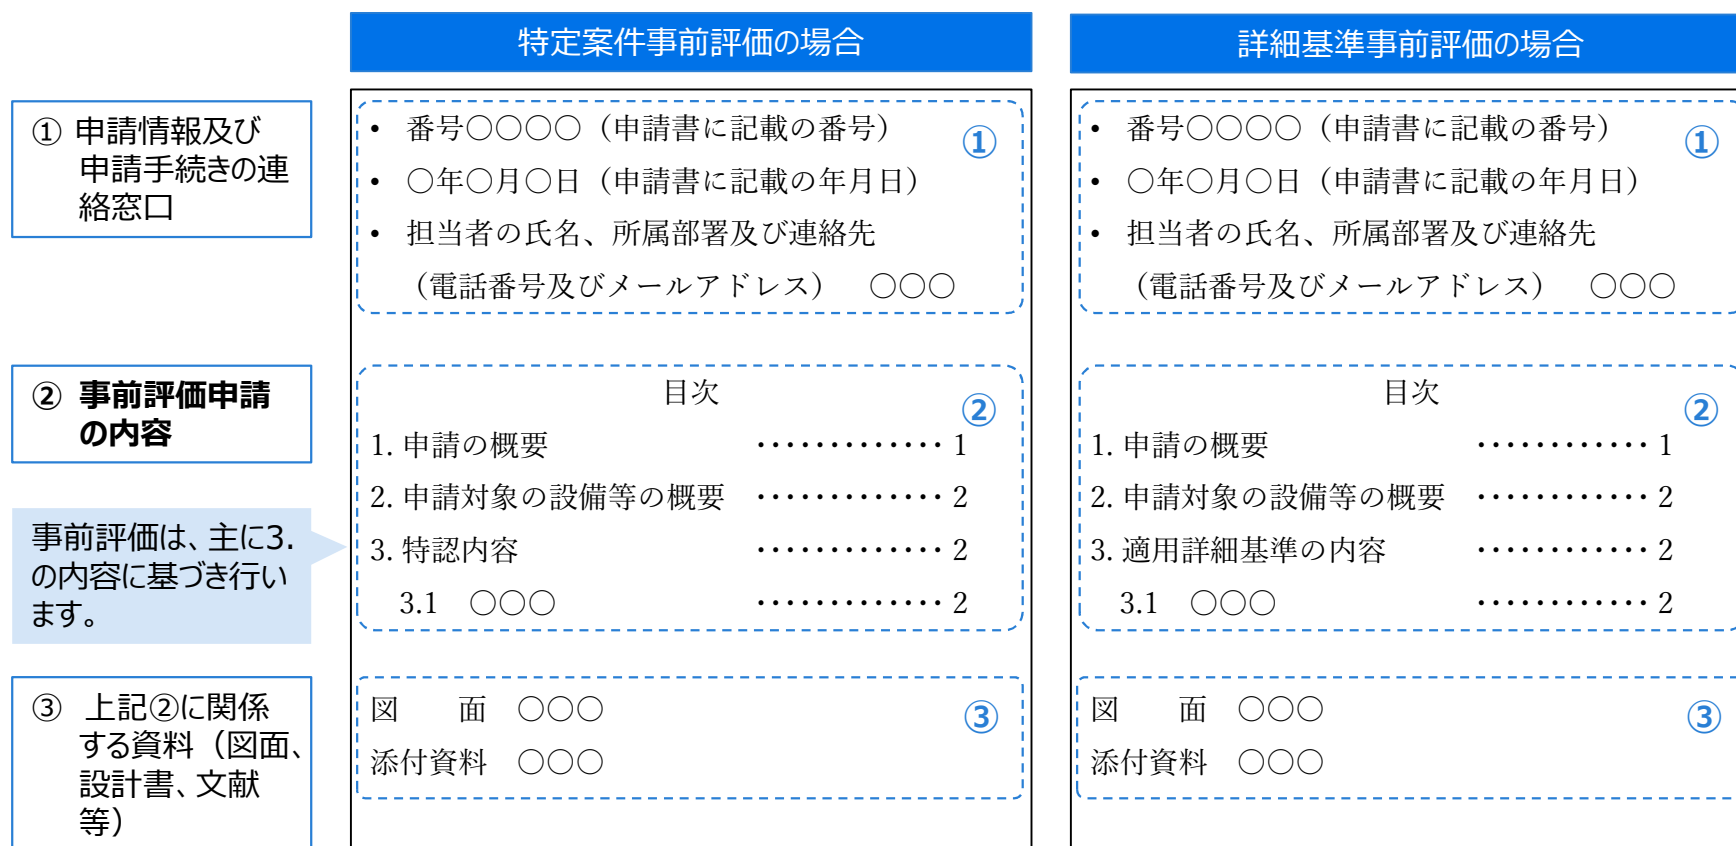 特定案件事前評価の場合
詳細基準事前評価の場合
① 申請情報及び
申請手続きの連
絡窓口
• 番号○○○○（申請書に記載の番号）
①
• ○年○月○日（申請書に記載の年月日）
• 担当者の氏名、所属部署及び連絡先
（電話番号及びメールアドレス）　○○○
• 番号○○○○（申請書に記載の番号）
①
• ○年○月○日（申請書に記載の年月日）
• 担当者の氏名、所属部署及び連絡先
（電話番号及びメールアドレス）　○○○
② 事前評価申請
の内容
目次
②
1. 申請の概要　・・・・・・・・・・・・・ 1
2. 申請対象の設備等の概要　・・・・・・・・・・・・・ 2
3. 特認内容　・・・・・・・・・・・・・ 2
3.1　○○○　・・・・・・・・・・・・・ 2
目次
②
1. 申請の概要　・・・・・・・・・・・・ 1
2. 申請対象の設備等の概要　・・・・・・・・・・・・ 2
3. 適用詳細基準の内容　・・・・・・・・・・・・ 2
3.1　○○○　・・・・・・・・・・・・ 2
事前評価は、主に3.
の内容に基づき行い
ます。
③ 上記②に関係
する資料（図面、
設計書、文献
等）
図　　面　○○○
③
添付資料　○○○
図　　面　○○○
③
添付資料　○○○